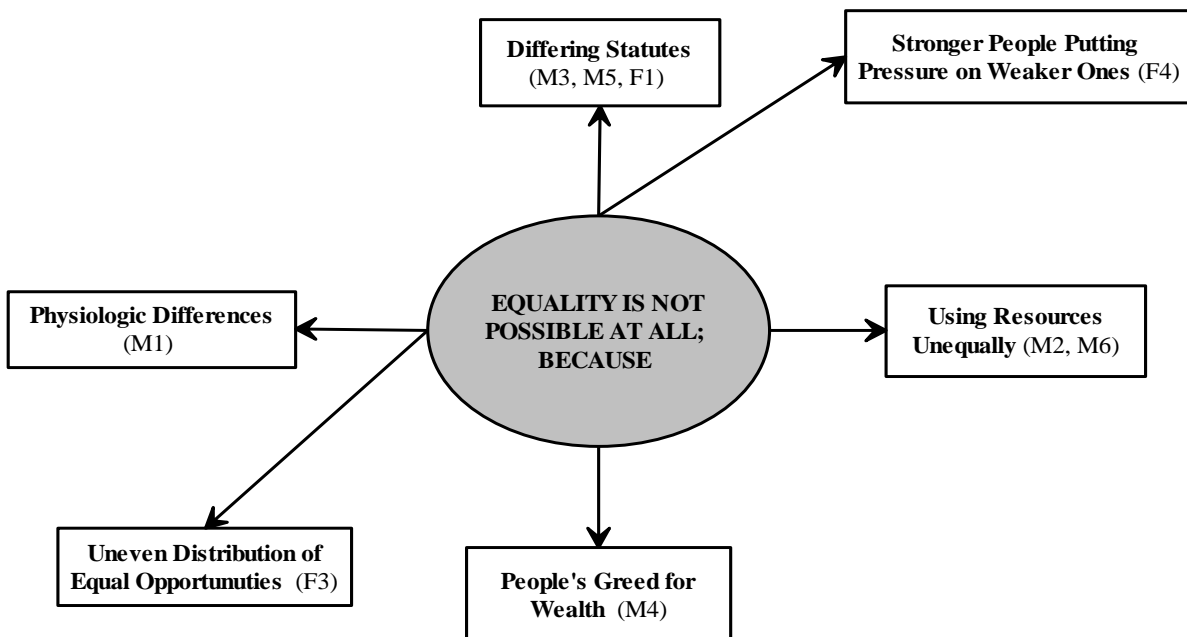 Differing Statutes
(M3, M5, F1)
Stronger People Putting
Pressure on Weaker Ones (F4)
Physiologic Differences
(M1)
EQUALITY IS NOT
POSSIBLE AT ALL;
BECAUSE
Using Resources
Unequally (M2, M6)
Uneven Distribution of
Equal Opportunuties (F3)
People's Greed for
Wealth (M4)